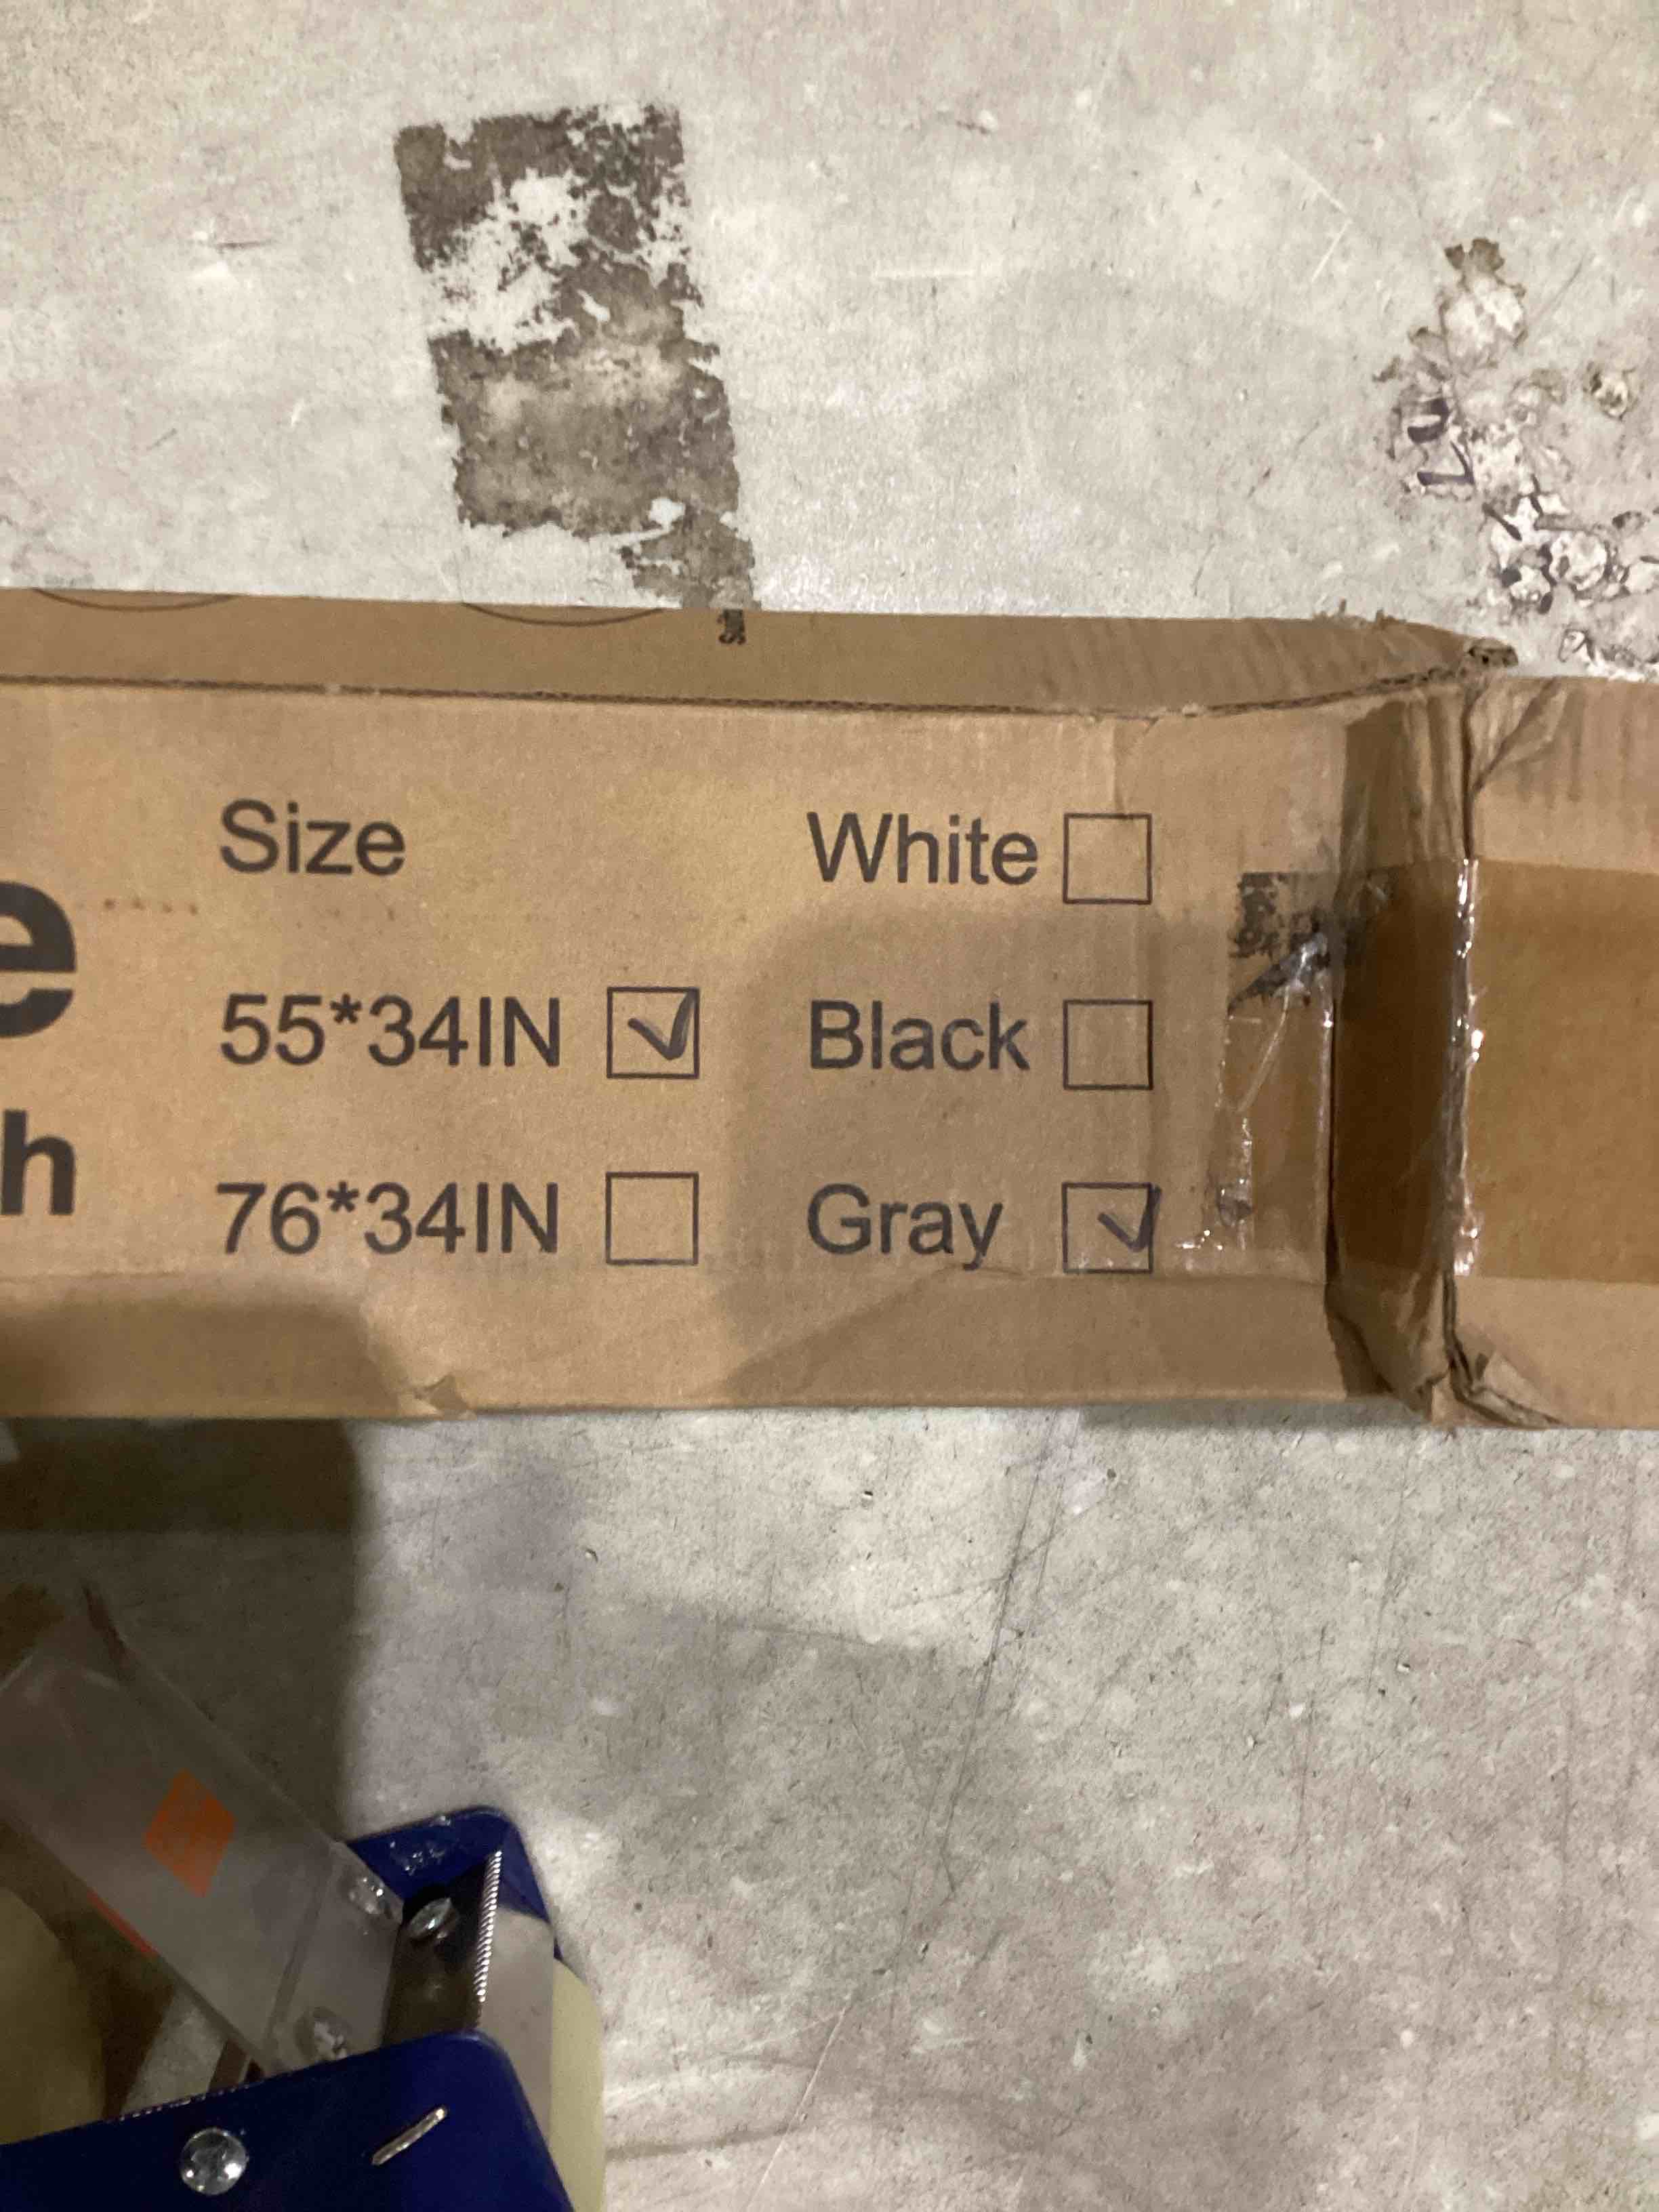 Size
White
e
55*34IN
Black
h
76*34IN
Gray